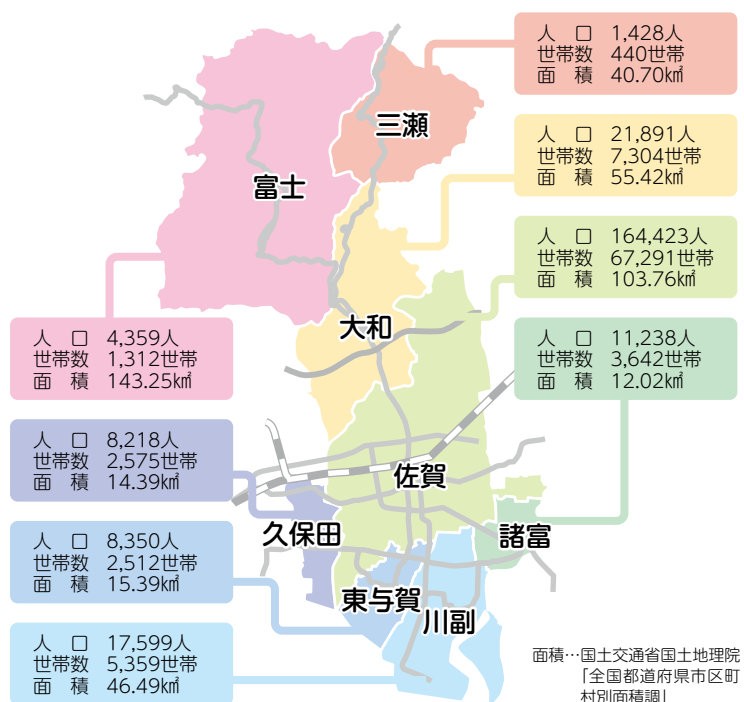 人　口　1,428人
世帯数　440世帯
面　積　40.70㎢
三瀬
人　口　21,891人
世帯数　7,304世帯
面　積　55.42㎢
富士
人　口　164,423人
世帯数　67,291世帯
面　積　103.76㎢
大和
人　口　4,359人
世帯数　1,312世帯
面　積　143.25㎢
人　口　11,238人
世帯数　3,642世帯
面　積　12.02㎢
人　口　8,218人
世帯数　2,575世帯
面　積　14.39㎢
佐賀
久保田
諸富
人　口　8,350人
世帯数　2,512世帯
面　積　15.39㎢
東与賀
川副
人　口　17,599人
世帯数　5,359世帯
面　積　46.49㎢
面積…国土交通省国土地理院
「全国都道府県市区町
村別面積調」